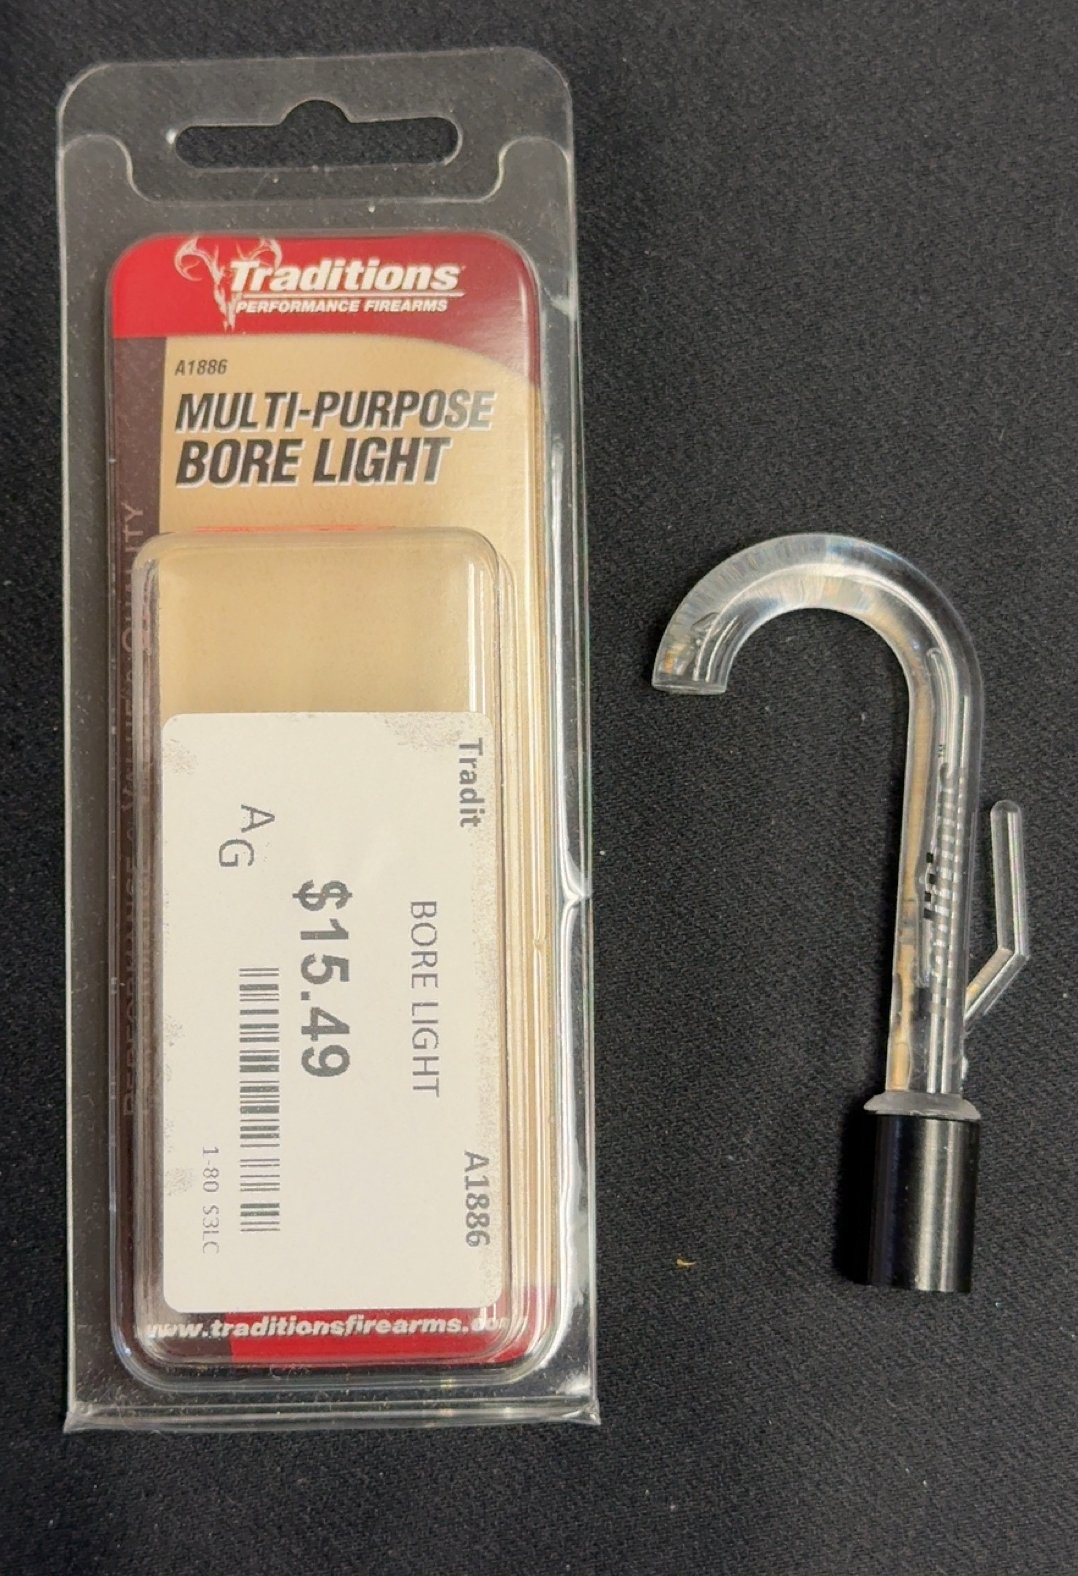 Traditions
PERFORMANCE FIREARMS
A1886
MULTI-PURPOSE
BORE LIGHT
Tradit
A1886
BORE LIGHT
$15.49
A
G
1-80 S3LC
www.traditionsfirearms.com